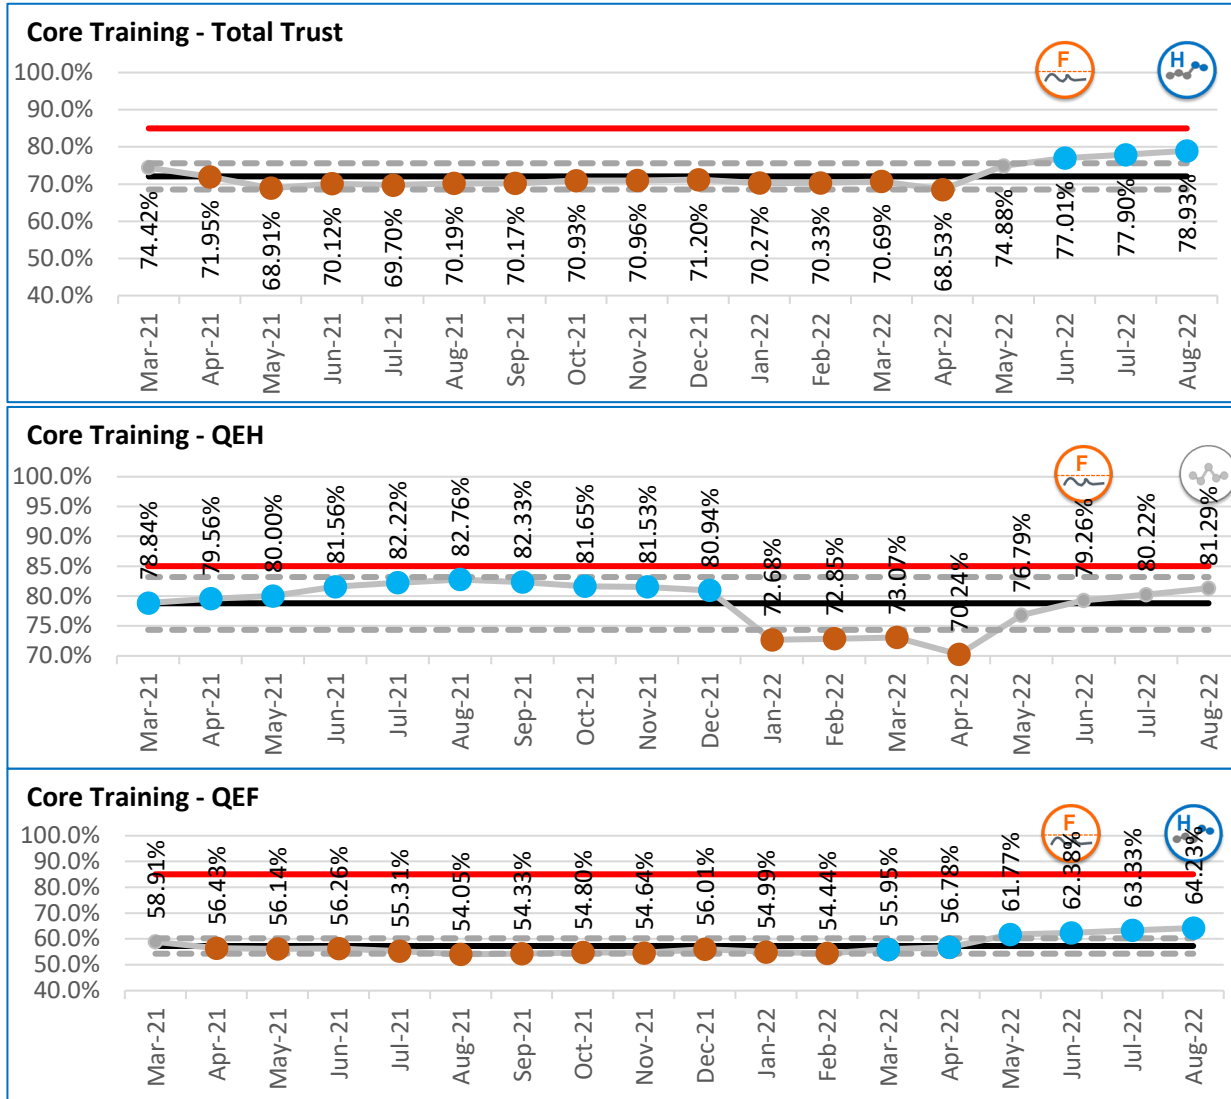 Core Training - Total Trust
F
H
100.0%
90.0%
80.0%
70.0%
60.0%
50.0%
40.0%
74.42%
71.95%
68.91%
70.12%
69.70%
70.19%
70.17%
70.93%
70.96%
71.20%
70.27%
70.33%
70.69%
68.53%
74.88%
77.01%
77.90%
78.93%
Mar-21
Apr-21
May-21
Jun-21
Jul-21
Aug-21
Sep-21
Oct-21
Nov-21
Dec-21
Jan-22
Feb-22
Mar-22
Apr-22
May-22
Jun-22
Jul-22
Aug-22
Core Training - QEH
F
100.0%
95.0%
90.0%
85.0%
80.0%
75.0%
70.0%
78.84%
79.56%
80.00%
81.56%
82.22%
82.76%
82.33%
81.65%
81.53%
80.94%
72.68%
72.85%
73.07%
70.24%
76.79%
79.26%
80.22%
81.29%
Mar-21
Apr-21
May-21
Jun-21
Jul-21
Aug-21
Sep-21
Oct-21
Nov-21
Dec-21
Jan-22
Feb-22
Mar-22
Apr-22
May-22
Jun-22
Jul-22
Aug-22
Core Training - QEF
F
H
100.0%
90.0%
80.0%
70.0%
60.0%
50.0%
40.0%
58.91%
56.43%
56.14%
56.26%
55.31%
54.05%
54.33%
54.80%
54.64%
56.01%
54.99%
54.44%
55.95%
56.78%
61.77%
62.38%
63.33%
64.23%
Mar-21
Apr-21
May-21
Jun-21
Jul-21
Aug-21
Sep-21
Oct-21
Nov-21
Dec-21
Jan-22
Feb-22
Mar-22
Apr-22
May-22
Jun-22
Jul-22
Aug-22